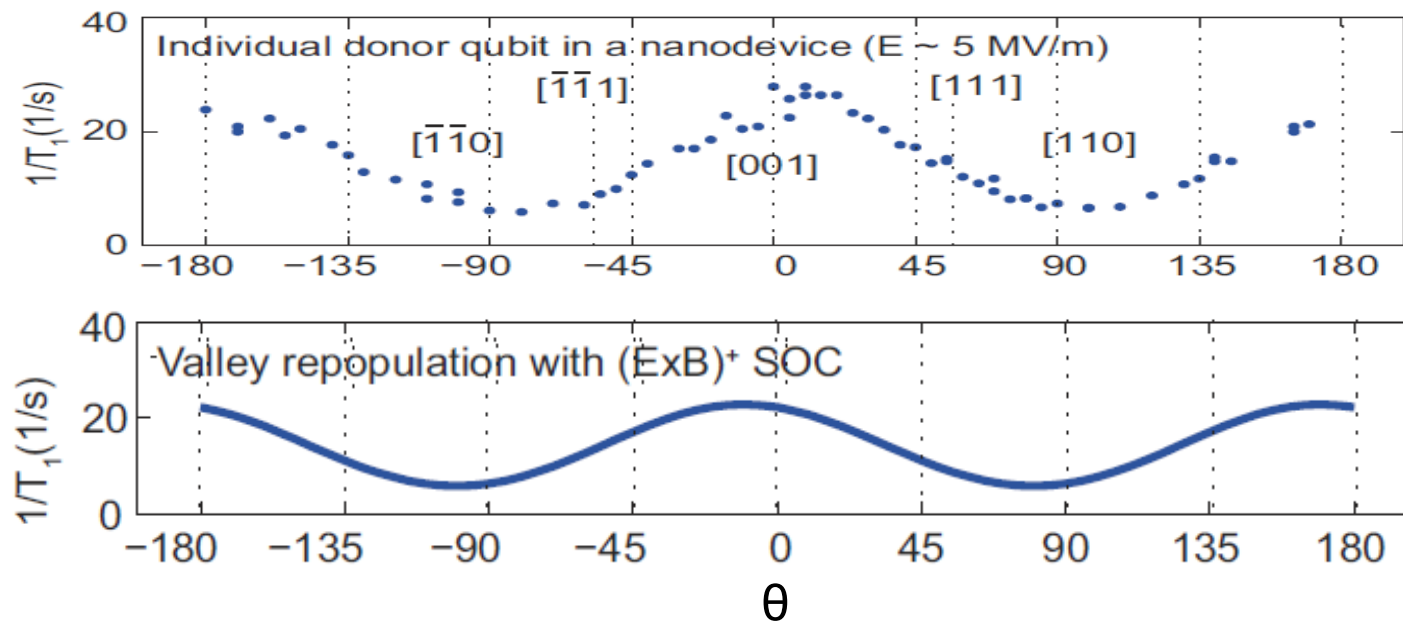 40
Individual donor qubit in a nanodevice (E ~ 5 MV/m)
[1̅1̅1]
[111]
1/T₁(1/s)
20
[1̅1̅0]
[001]
[110]
0
−180 −135 −90 −45 0 45 90 135 180
40
Valley repopulation with (ExB)⁺ SOC
1/T₁(1/s)
20
0
−180 −135 −90 −45 0 45 90 135 180
θ